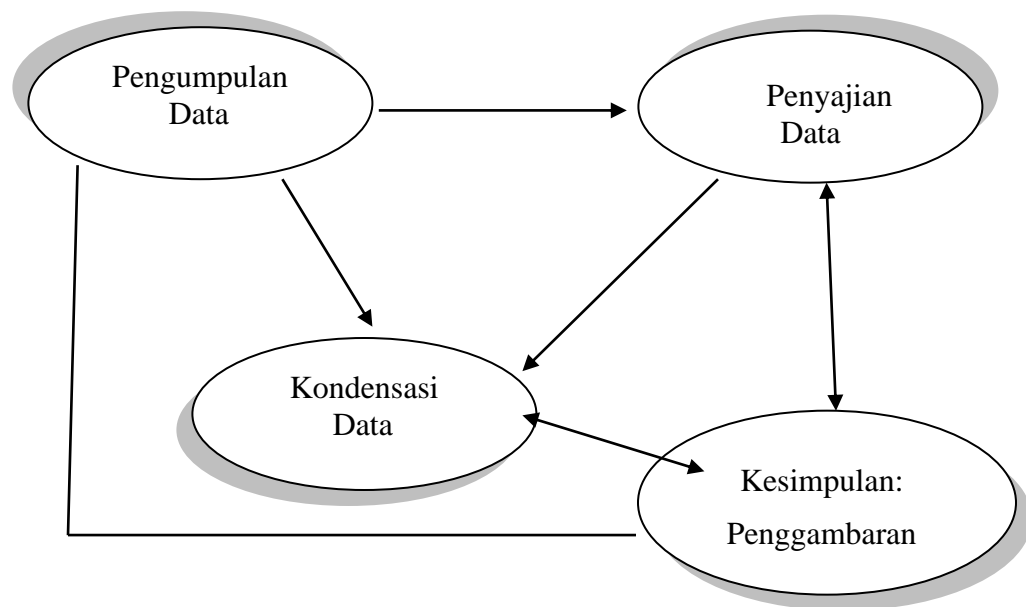 Pengumpulan
Data
Penyajian
Data
Kondensasi
Data
Kesimpulan:
Penggambaran